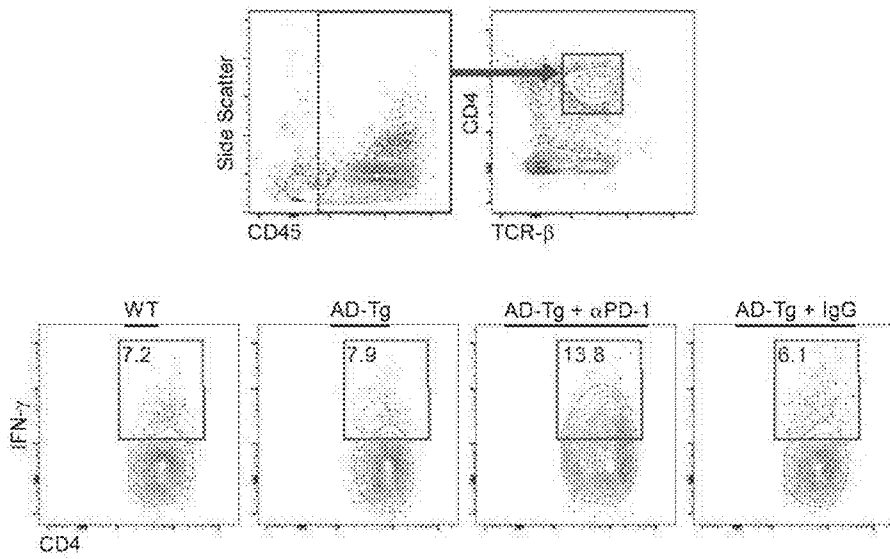 Side Scatter
CD45
CD4
TCR-β
WT
AD-Tg
AD-Tg + αPD-1
AD-Tg + IgG
7.2
7.9
13.8
6.1
IFN-γ
CD4